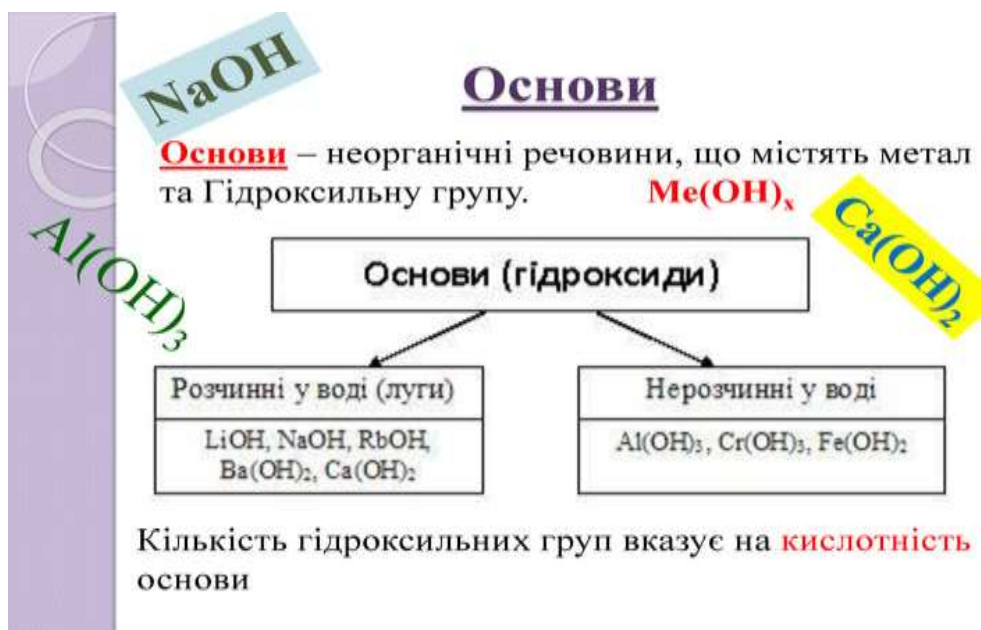 NaOH
Основи
Основи – неорганічні речовини, що містять метал
та Гідроксильну групу. Me(OH)ₓ
Al(OH)₃
Ca(OH)₂
Основи (гідроксиди)
Розчинні у воді (луги)
LiOH, NaOH, RbOH,
Ba(OH)₂, Ca(OH)₂
Нерозчинні у воді
Al(OH)₃, Cr(OH)₃, Fe(OH)₂
Кількість гідроксильних груп вказує на кислотність
основи